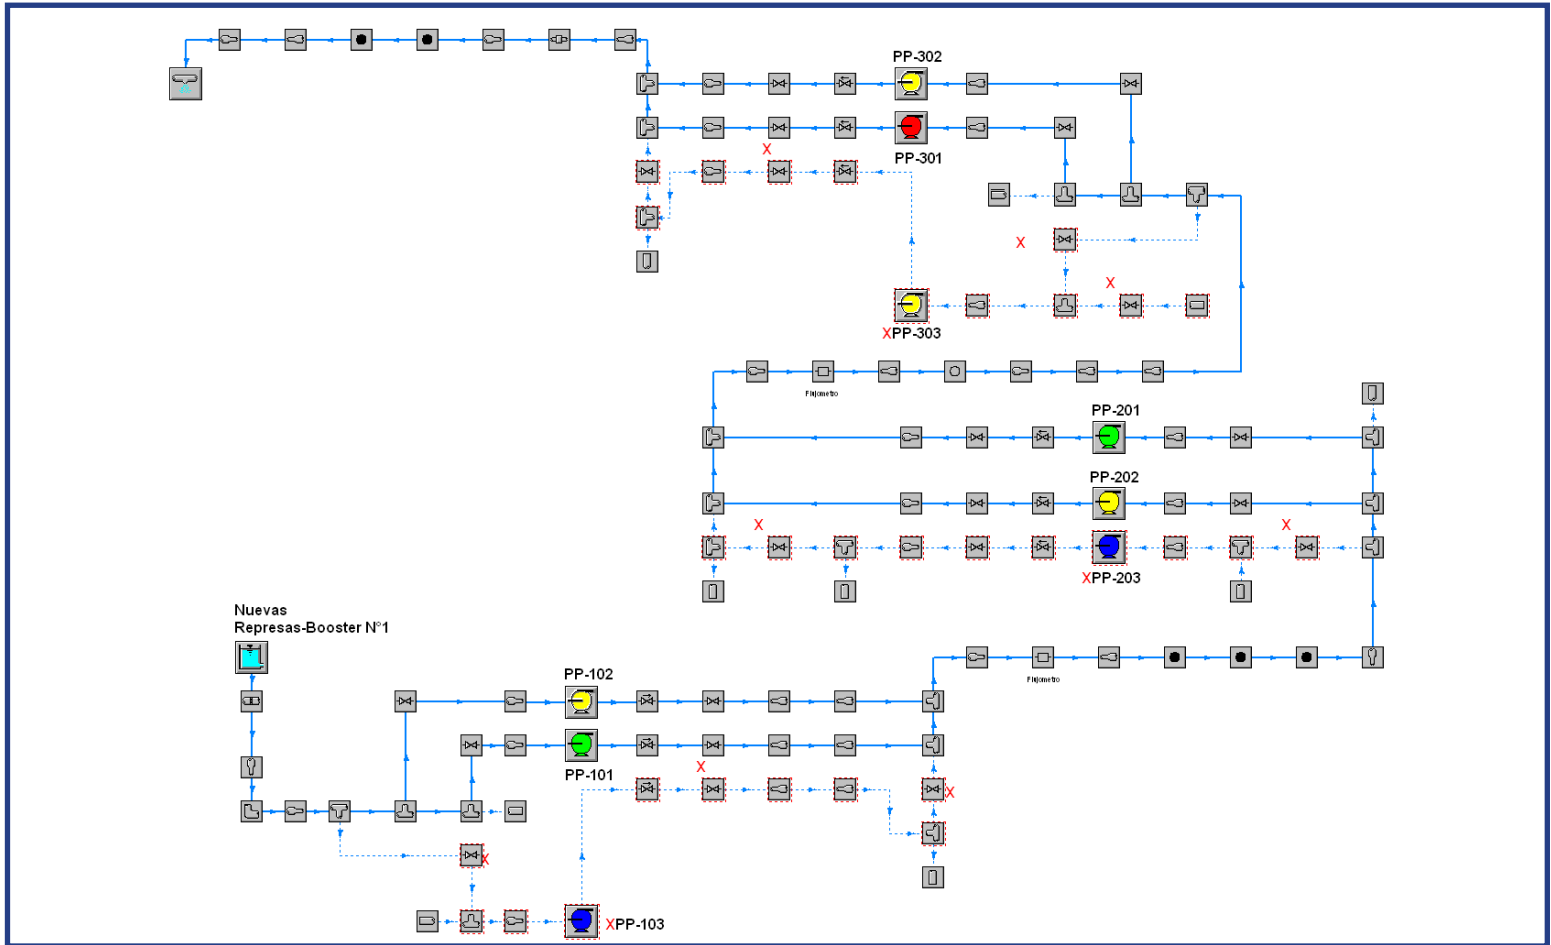 PP-302
PP-301
X
X
X
XPP-303
Flujometro
PP-201
PP-202
X
X
XPP-203
Nuevas
Represas-Booster N°1
Flujometro
PP-102
PP-101
X
X
X
XPP-103